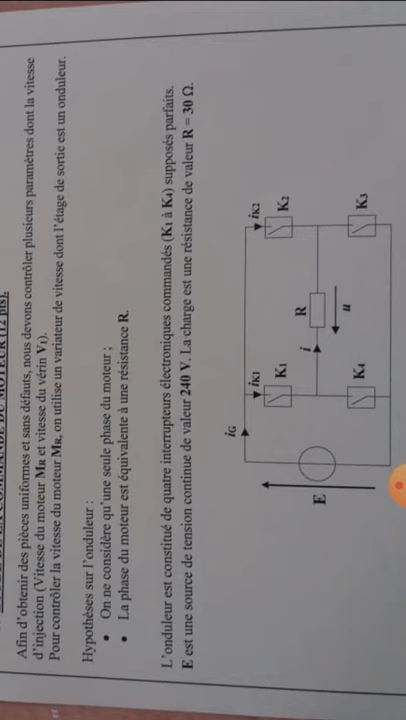 COMMANDE DU MOTEUR (12 pts).
Afin d'obtenir des pièces uniformes et sans défauts, nous devons contrôler plusieurs paramètres dont la vitesse
d'injection (Vitesse du moteur MR et vitesse du vérin V1).
Pour contrôler la vitesse du moteur MR, on utilise un variateur de vitesse dont l'étage de sortie est un onduleur.
Hypothèses sur l'onduleur :
• On ne considère qu'une seule phase du moteur ;
• La phase du moteur est équivalente à une résistance R.
L'onduleur est constitué de quatre interrupteurs électroniques commandés (K1 à K4) supposés parfaits.
E est une source de tension continue de valeur 240 V. La charge est une résistance de valeur R = 30 Ω.
iG
iK1
iK2
K1
K2
R
i
u
E
K4
K3